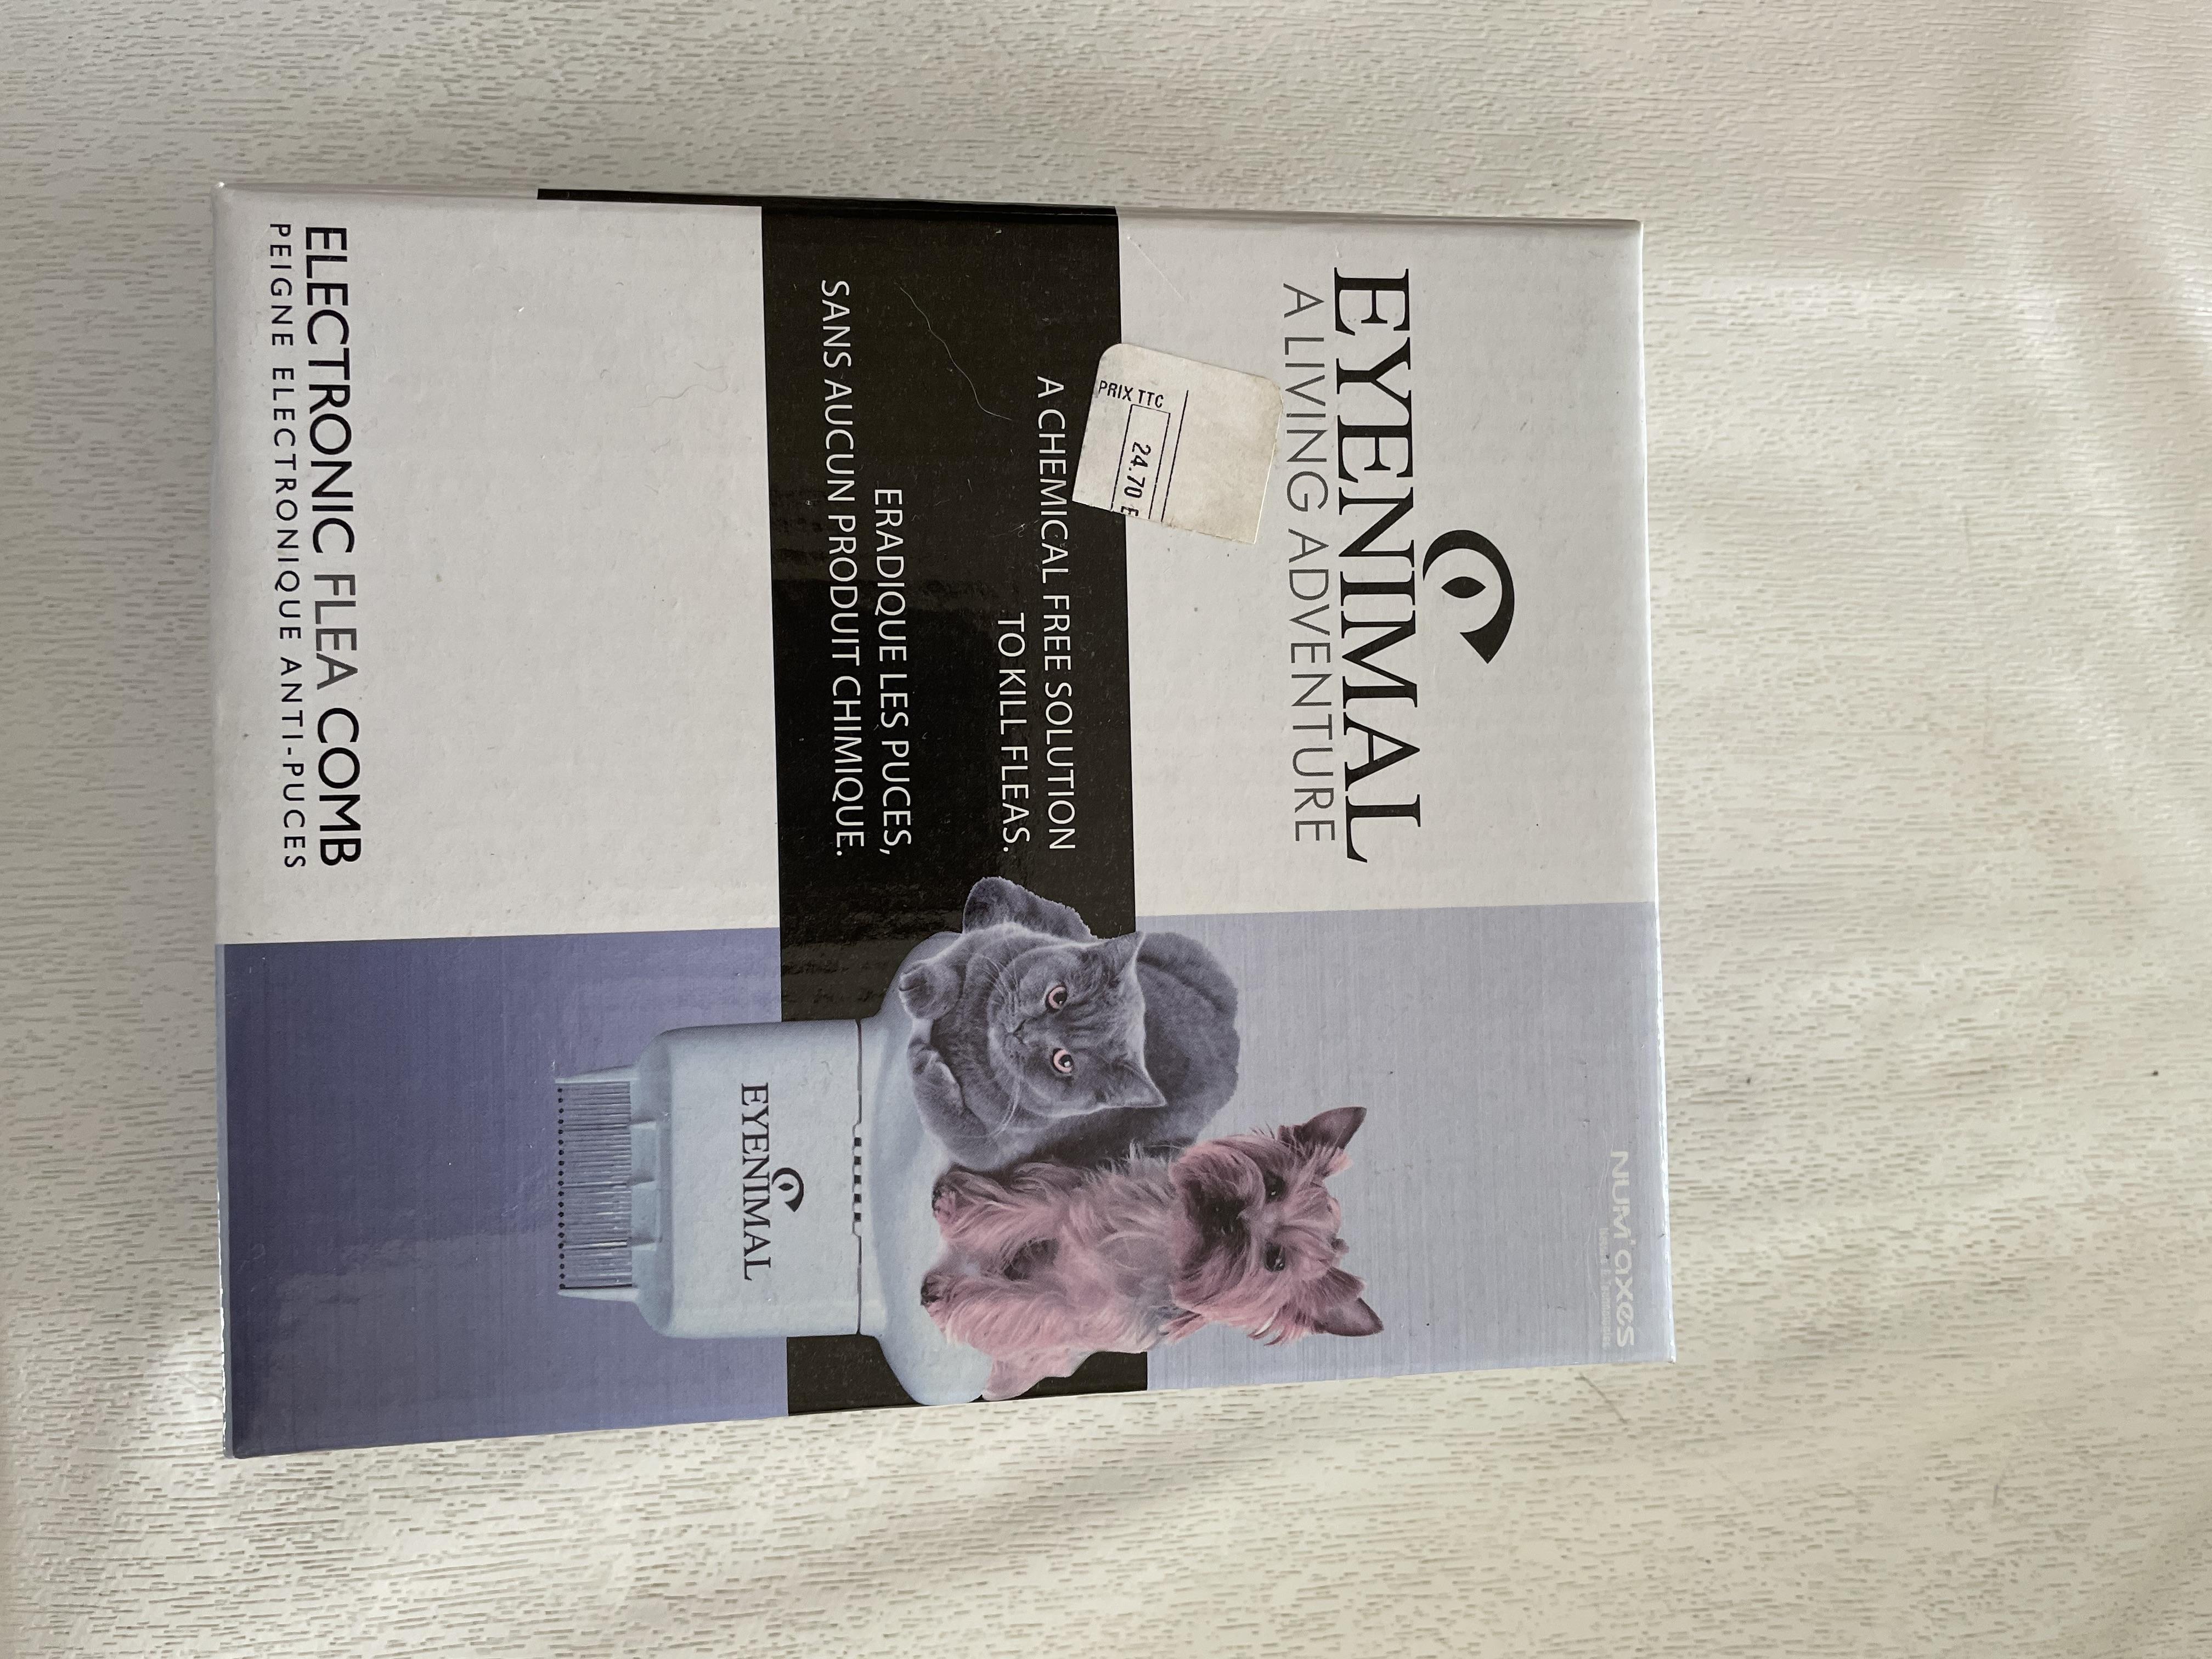 NUM'axes
EYENIMAL
A LIVING ADVENTURE
PRIX TTC
24.70 E
A CHEMICAL FREE SOLUTION
TO KILL FLEAS.
ERADIQUE LES PUCES,
SANS AUCUN PRODUIT CHIMIQUE.
EYENIMAL
ELECTRONIC FLEA COMB
PEIGNE ELECTRONIQUE ANTI-PUCES